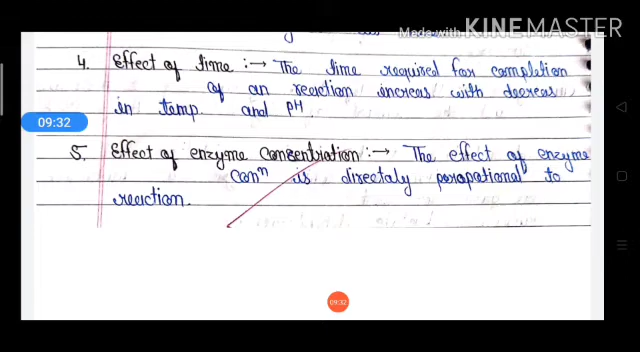 Made with KINEMASTER
4. Effect of time :→ The time required for completion
of an reaction increas with decreas
in temp. and pH
09:32
5. Effect of enzyme Concentration :→ The effect of enzyme
Conⁿ is directaly poropational to
reaction.
09:32